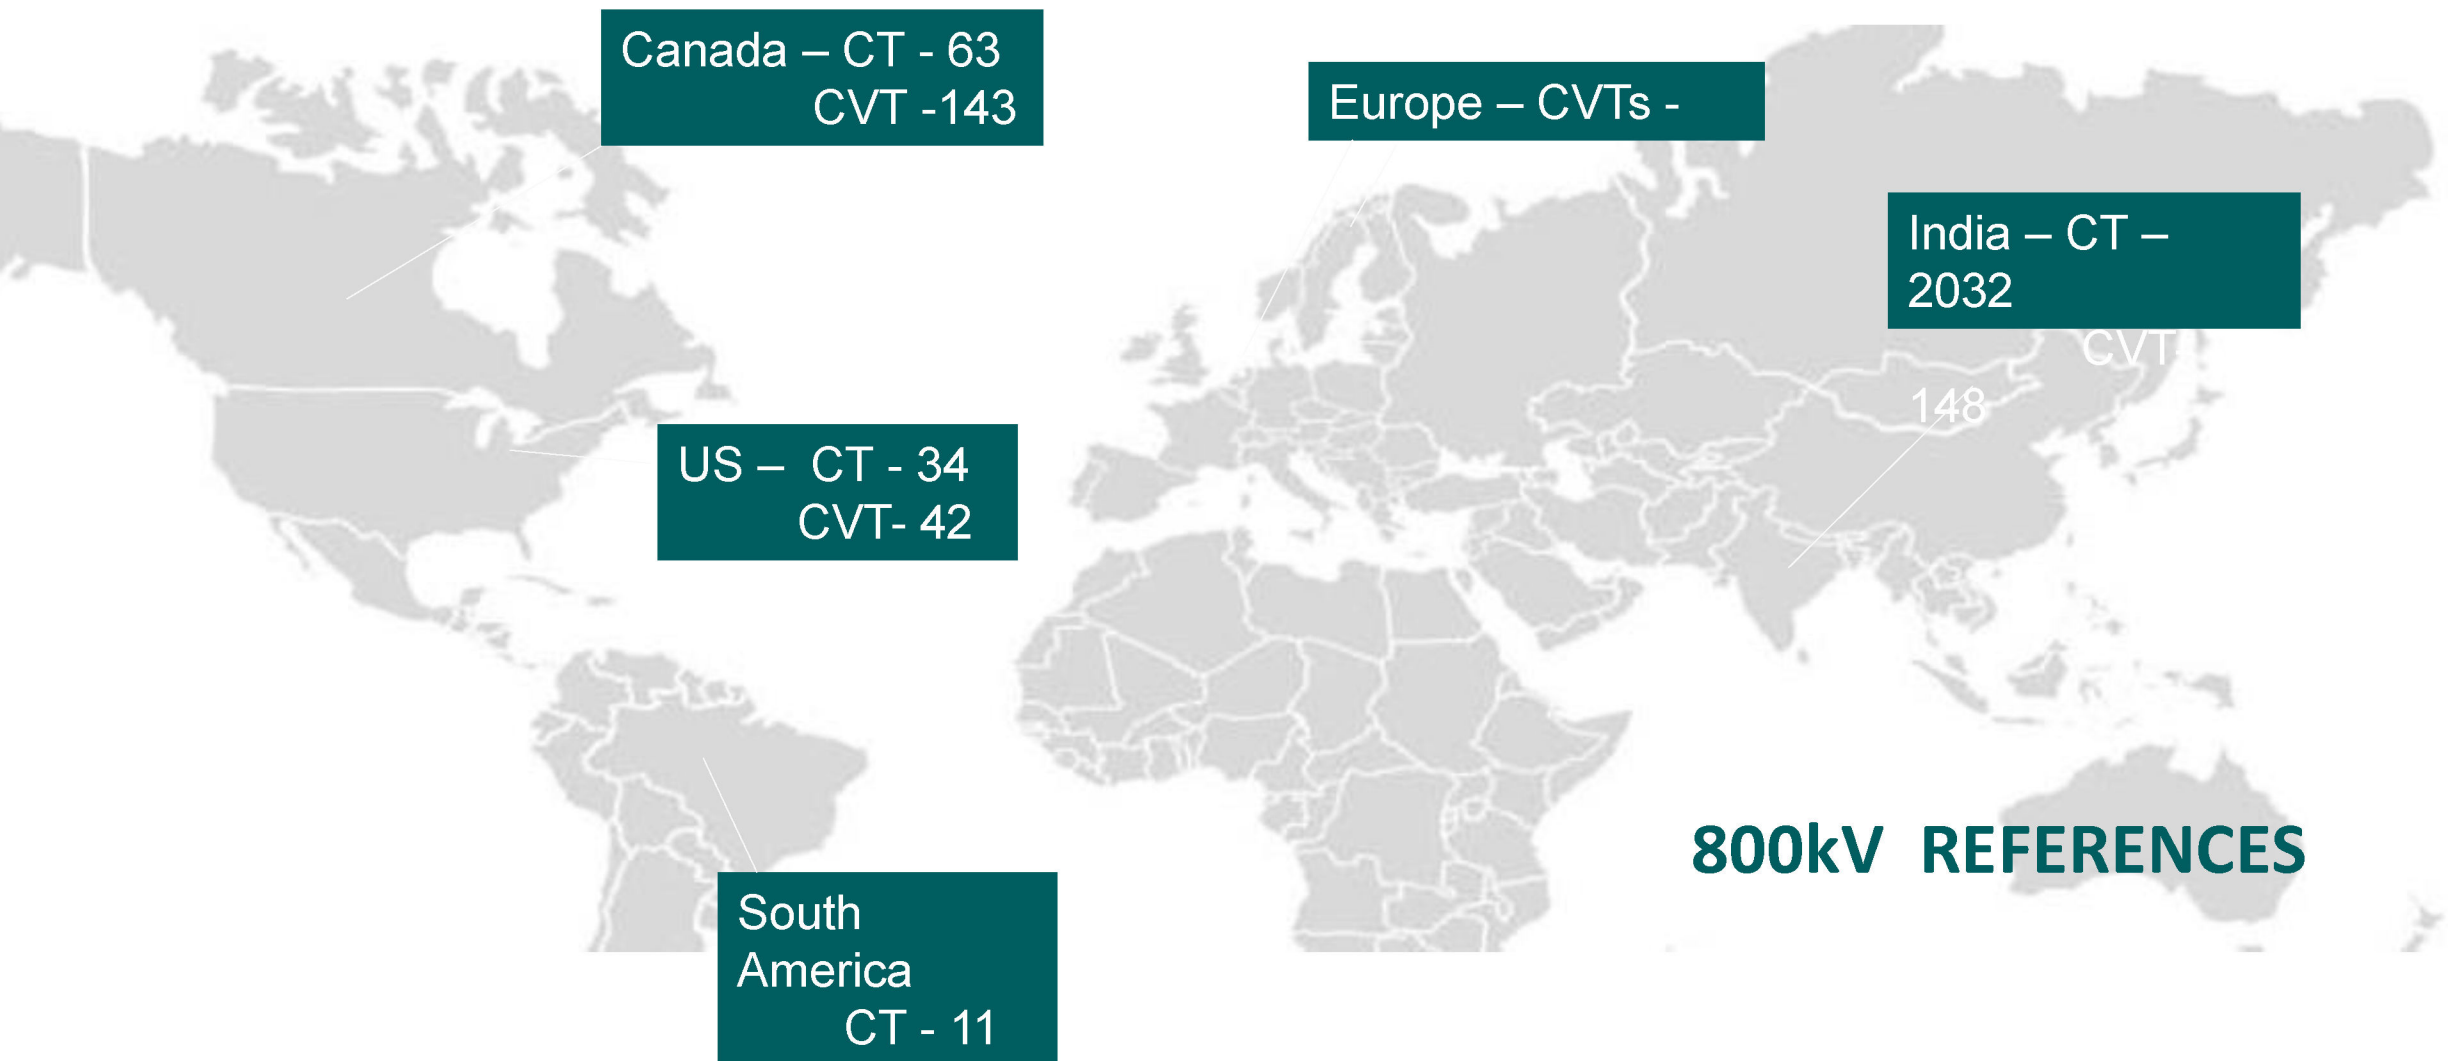 Canada – CT - 63
CVT -143
Europe – CVTs -
India – CT –
2032
CVT-
148
US – CT - 34
CVT- 42
800kV REFERENCES
South
America
CT - 11